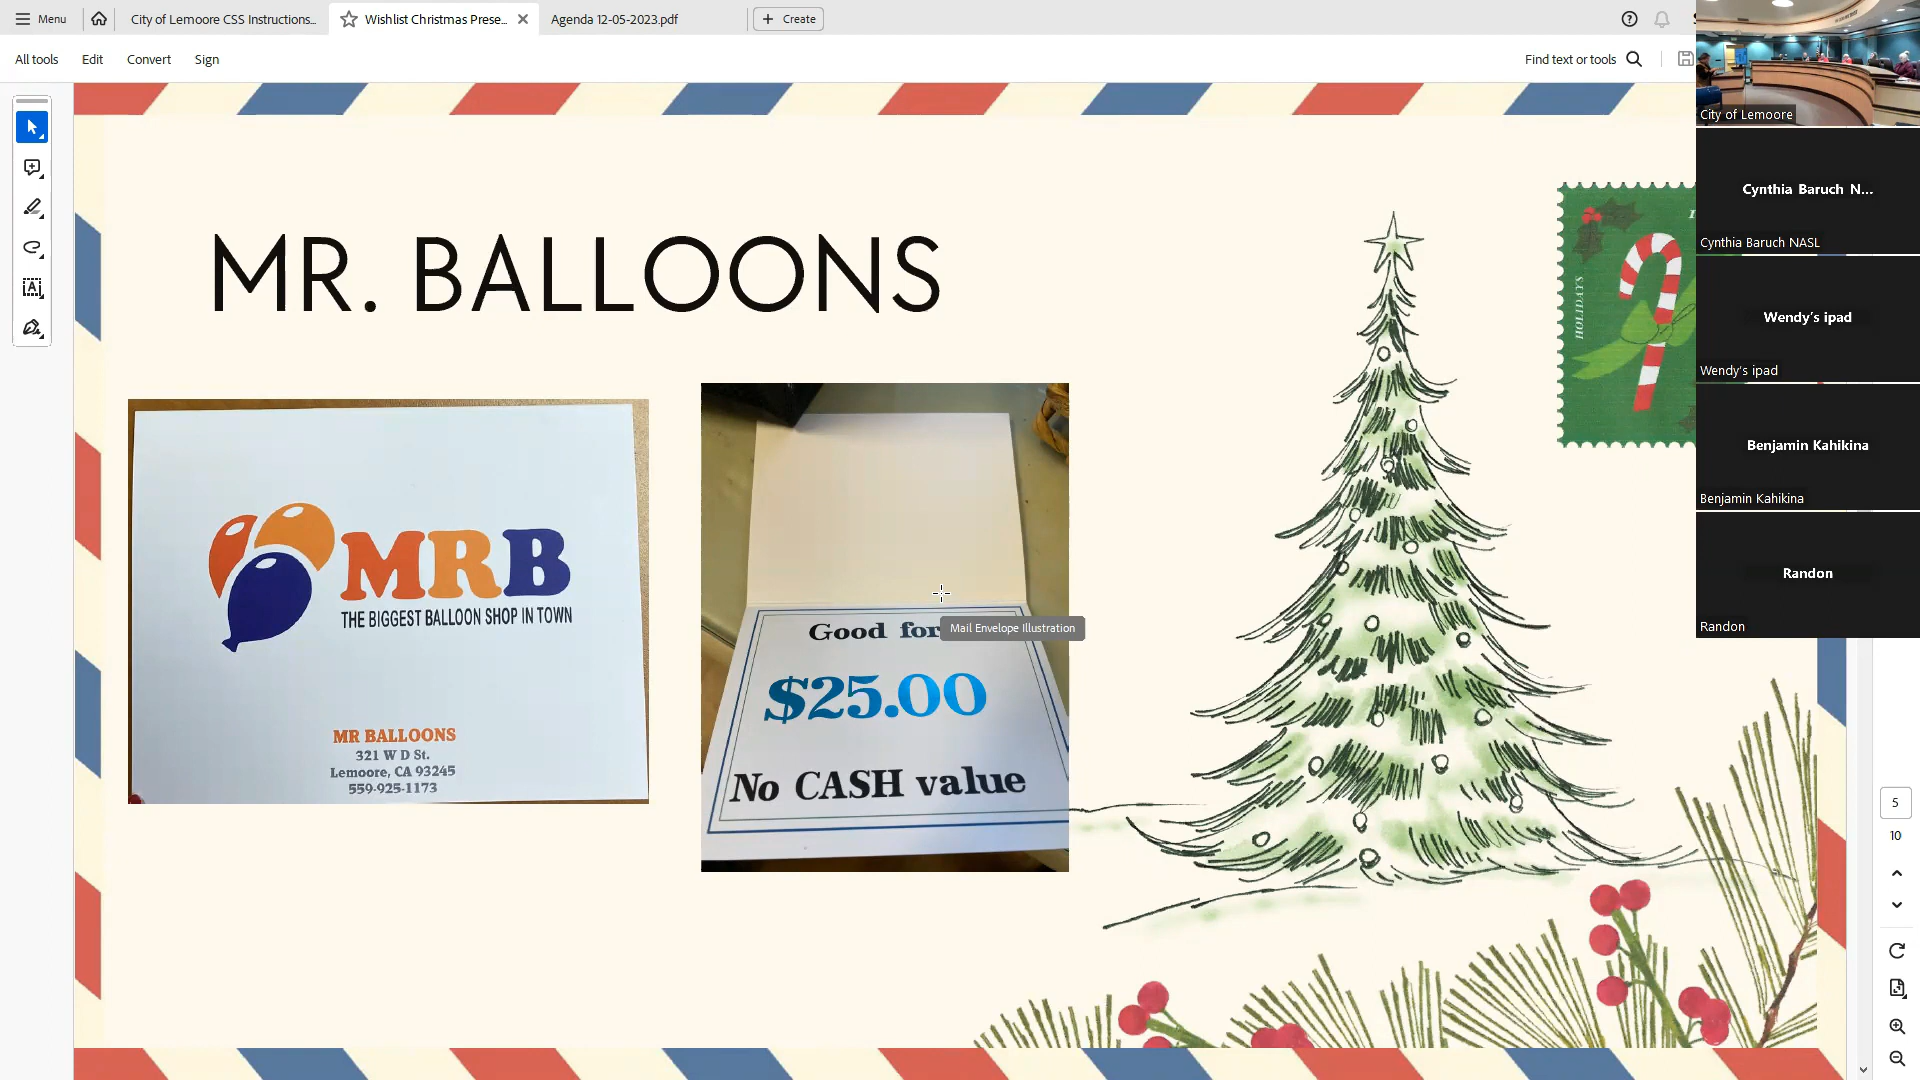 Menu
City of Lemoore CSS Instructions...
Wishlist Christmas Prese...
Agenda 12-05-2023.pdf
Create
All tools
Edit
Convert
Sign
Find text or tools
MR. BALLOONS
HOLIDAYS
MRB
THE BIGGEST BALLOON SHOP IN TOWN
MR BALLOONS
321 W D St.
Lemoore, CA 93245
559-925-1173
Good for
Mail Envelope Illustration
$25.00
No CASH value
City of Lemoore
Cynthia Baruch N...
Cynthia Baruch NASL
Wendy's ipad
Wendy's ipad
Benjamin Kahikina
Benjamin Kahikina
Randon
Randon
5
10